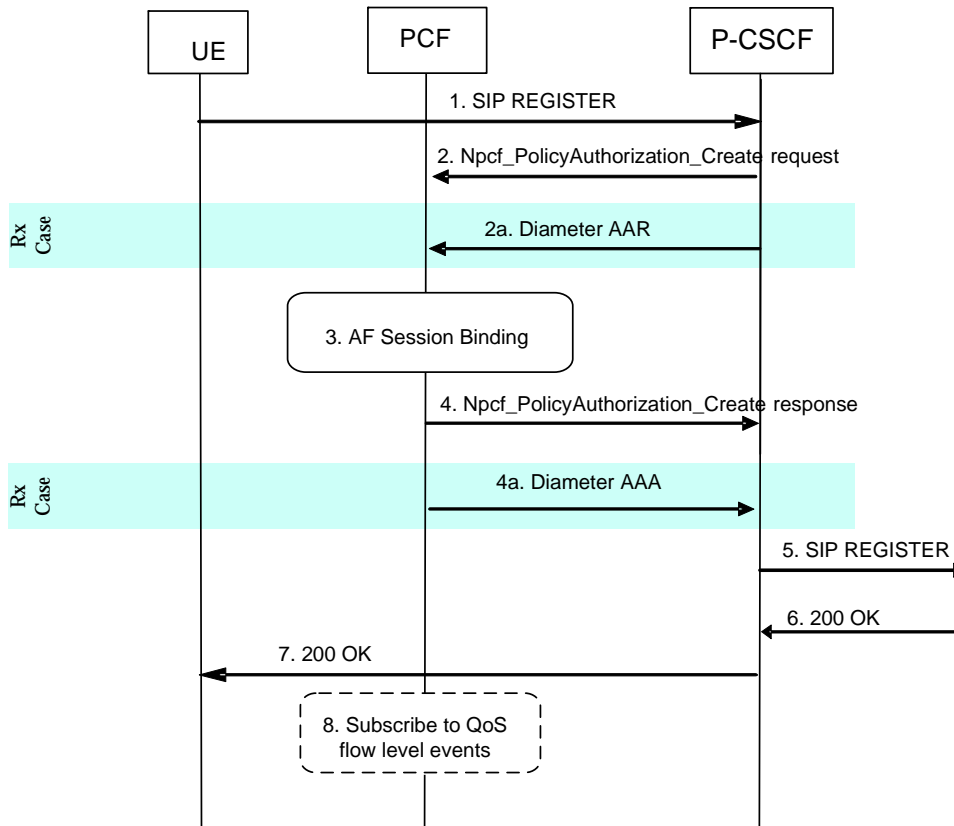 UE
PCF
P-CSCF
1. SIP REGISTER
2. Npcf_PolicyAuthorization_Create request
Rx
Case
2a. Diameter AAR
3. AF Session Binding
4. Npcf_PolicyAuthorization_Create response
Rx
Case
4a. Diameter AAA
5. SIP REGISTER
6. 200 OK
7. 200 OK
8. Subscribe to QoS
flow level events